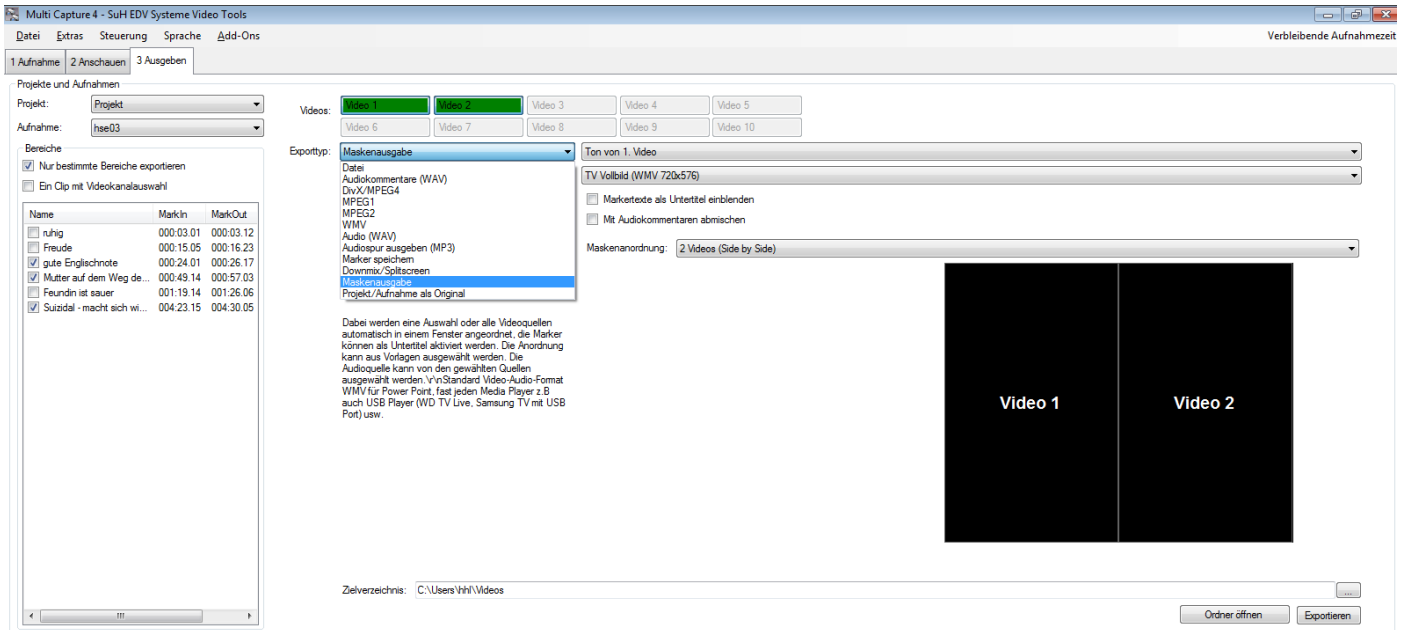 Multi Capture 4 - SuH EDV Systeme Video Tools
Datei Extras Steuerung Sprache Add-Ons
Verbleibende Aufnahmezeit
1 Aufnahme 2 Anschauen 3 Ausgeben
Projekte und Aufnahmen
Projekt: Projekt
Aufnahme: hse03
Bereiche
Nur bestimmte Bereiche exportieren
Ein Clip mit Videokanalauswahl
Name MarkIn MarkOut
ruhig 000:03.01 000:03.12
Freude 000:15.05 000:16.23
gute Englischnote 000:24.01 000:26.17
Mutter auf dem Weg de... 000:49.14 000:57.03
Feundin ist sauer 001:19.14 001:26.06
Suizidal - macht sich wi... 004:23.15 004:30.05
Videos: Video 1 Video 2 Video 3 Video 4 Video 5
Video 6 Video 7 Video 8 Video 9 Video 10
Exporttyp: Maskenausgabe
Datei
Audiokommentare (WAV)
DivX/MPEG4
MPEG1
MPEG2
WMV
Audio (WAV)
Audiospur ausgeben (MP3)
Marker speichern
Downmix/Splitscreen
Maskenausgabe
Projekt/Aufnahme als Original
Dabei werden eine Auswahl oder alle Videoquellen
automatisch in einem Fenster angeordnet, die Marker
können als Untertitel aktiviert werden. Die Anordnung
kann aus Vorlagen ausgewählt werden. Die
Audioquelle kann von den gewählten Quellen
ausgewählt werden.\r\nStandard Video-Audio-Format
WMV für Power Point, fast jeden Media Player z.B
auch USB Player (WD TV Live, Samsung TV mit USB
Port) usw.
Ton von 1. Video
TV Vollbild (WMV 720x576)
Markertexte als Untertitel einblenden
Mit Audiokommentaren abmischen
Maskenanordnung: 2 Videos (Side by Side)
Video 1 Video 2
Zielverzeichnis: C:\Users\hhl\Videos
...
Ordner öffnen Exportieren